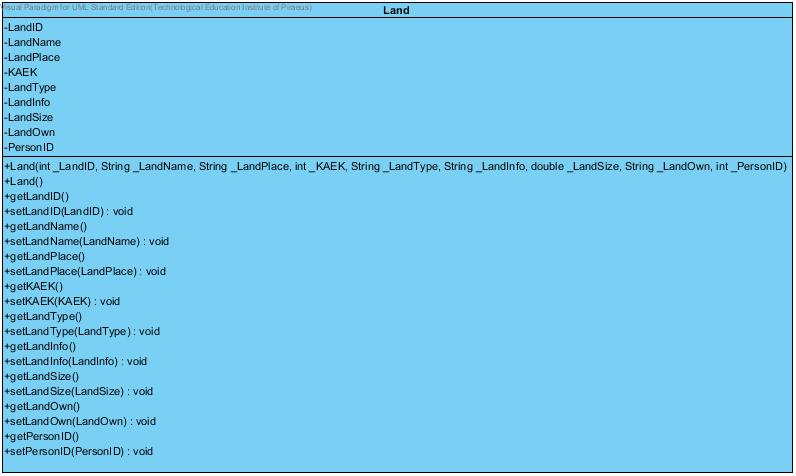 Visual Paradigm for UML Standard Edition(Technological Education Institute of Piraeus)
Land
-LandID
-LandName
-LandPlace
-KAEK
-LandType
-LandInfo
-LandSize
-LandOwn
-PersonID
+Land(int _LandID, String _LandName, String _LandPlace, int _KAEK, String _LandType, String _LandInfo, double _LandSize, String _LandOwn, int _PersonID)
+Land()
+getLandID()
+setLandID(LandID) : void
+getLandName()
+setLandName(LandName) : void
+getLandPlace()
+setLandPlace(LandPlace) : void
+getKAEK()
+setKAEK(KAEK) : void
+getLandType()
+setLandType(LandType) : void
+getLandInfo()
+setLandInfo(LandInfo) : void
+getLandSize()
+setLandSize(LandSize) : void
+getLandOwn()
+setLandOwn(LandOwn) : void
+getPersonID()
+setPersonID(PersonID) : void